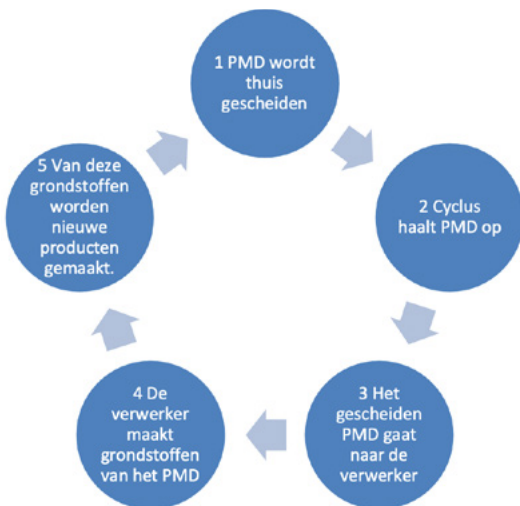 1 PMD wordt
thuis
gescheiden
2 Cyclus
haalt PMD op
3 Het
gescheiden
PMD gaat
naar de
verwerker
4 De
verwerker
maakt
grondstoffen
van het PMD
5 Van deze
grondstoffen
worden
nieuwe
producten
gemaakt.